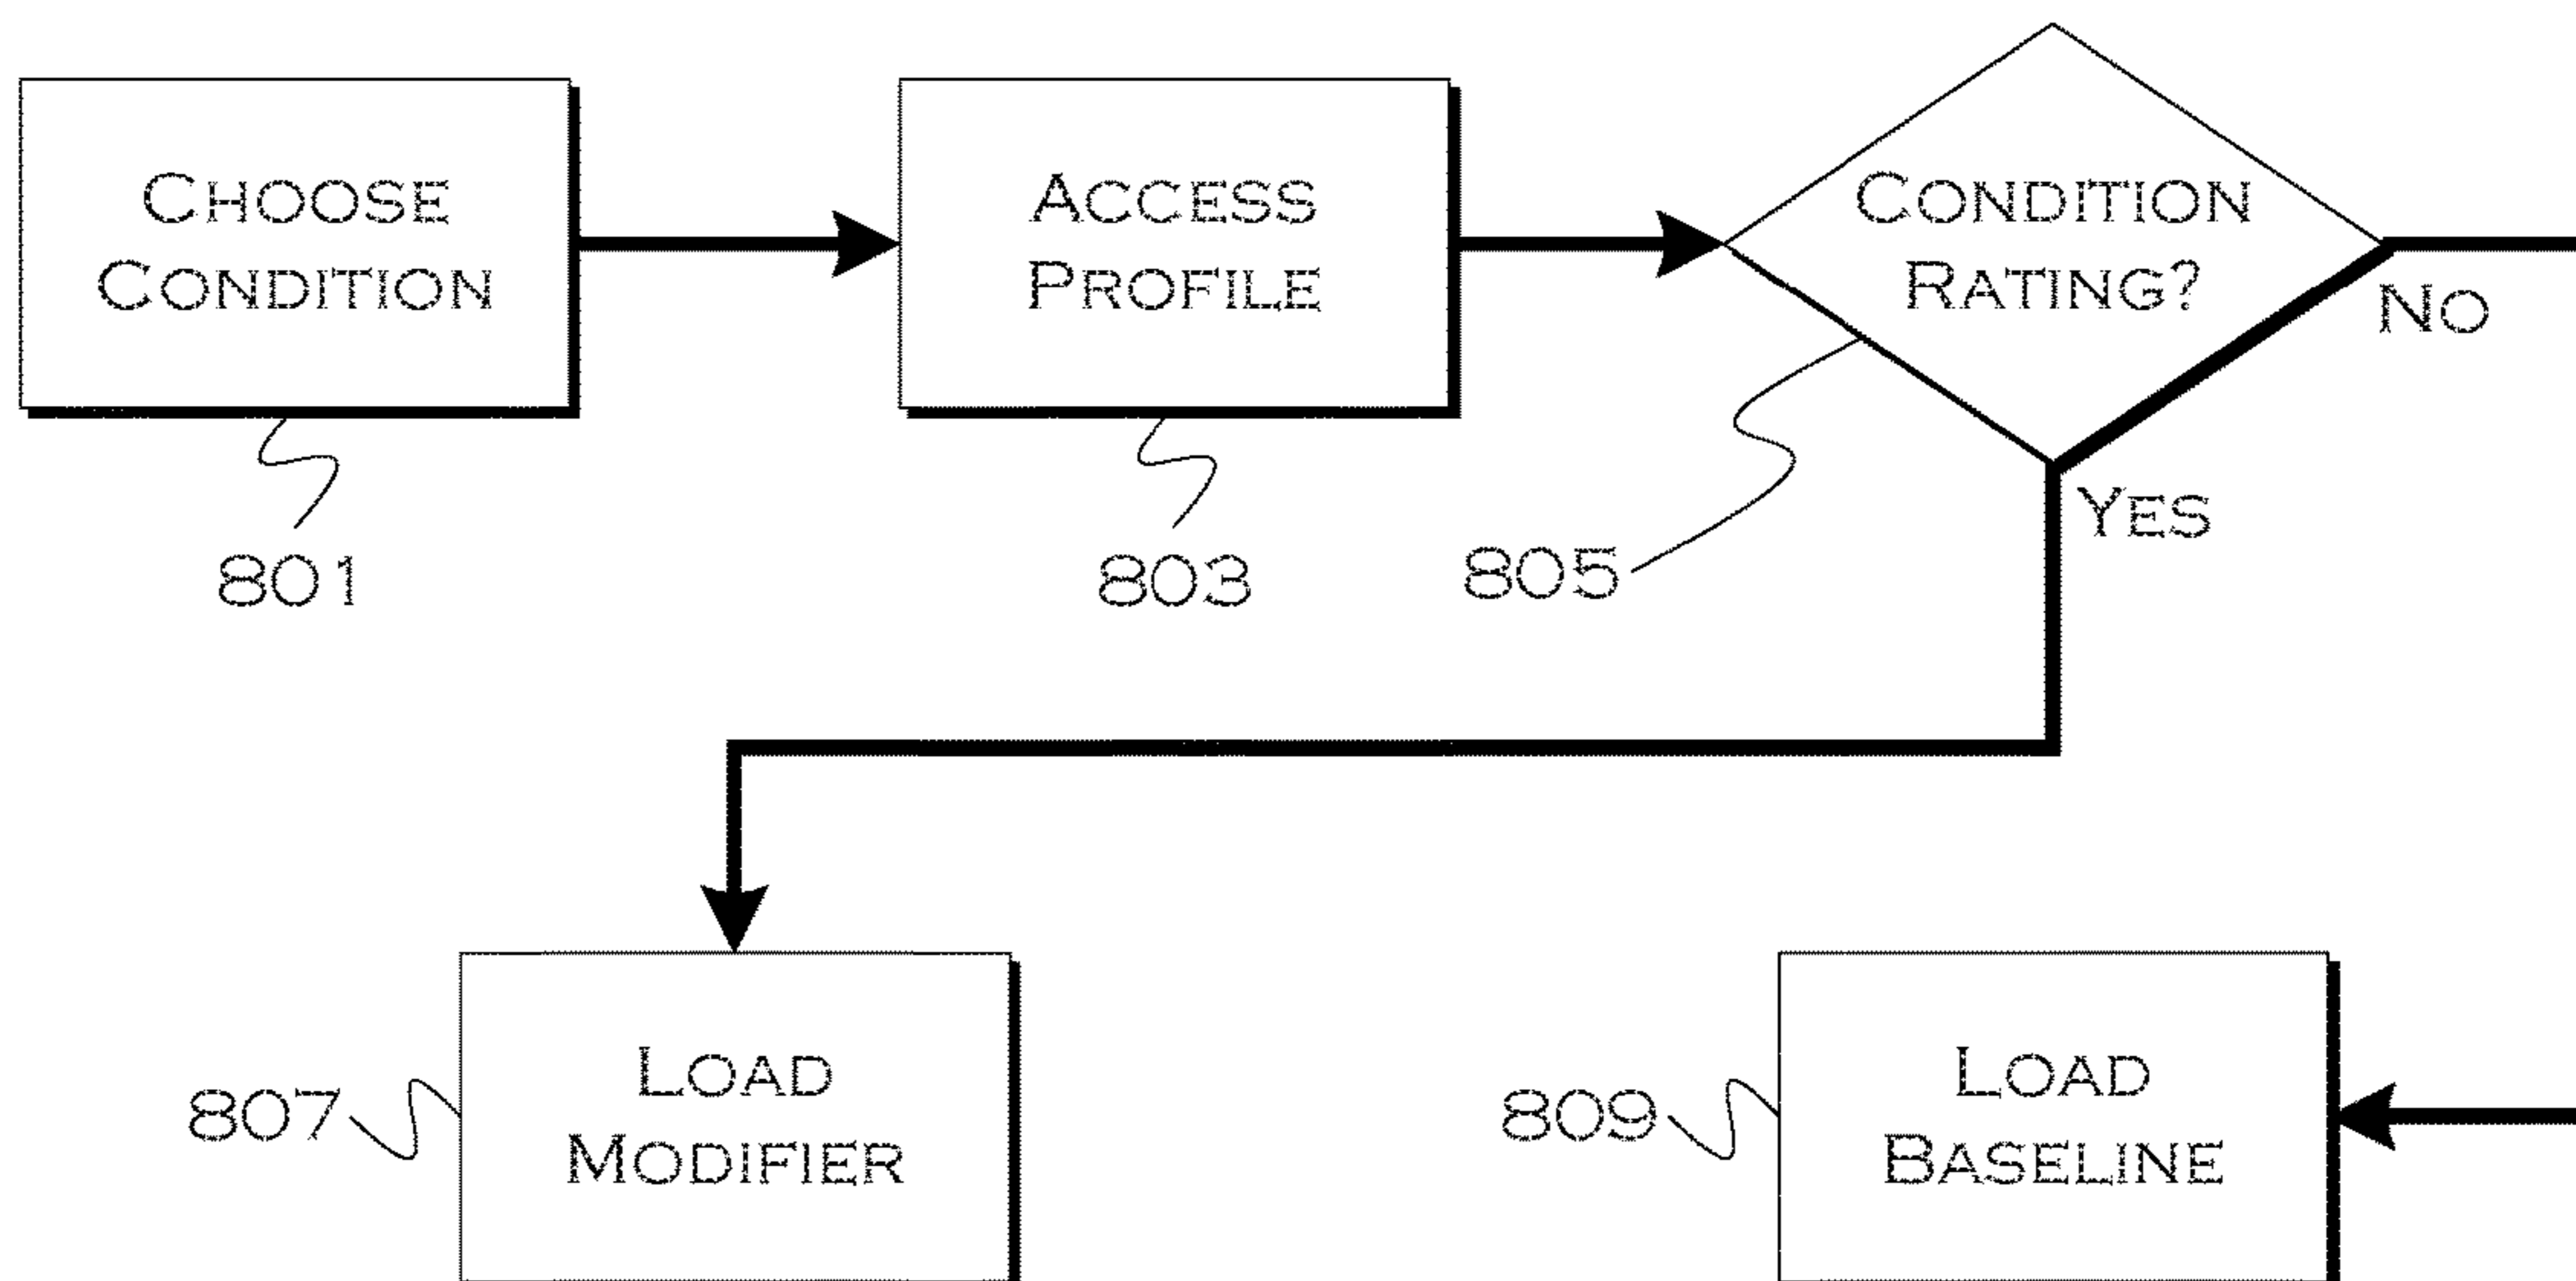 CHOOSE
CONDITION
ACCESS
PROFILE
CONDITION
RATING?
NO
YES
801
803
805
LOAD
MODIFIER
807
LOAD
BASELINE
809